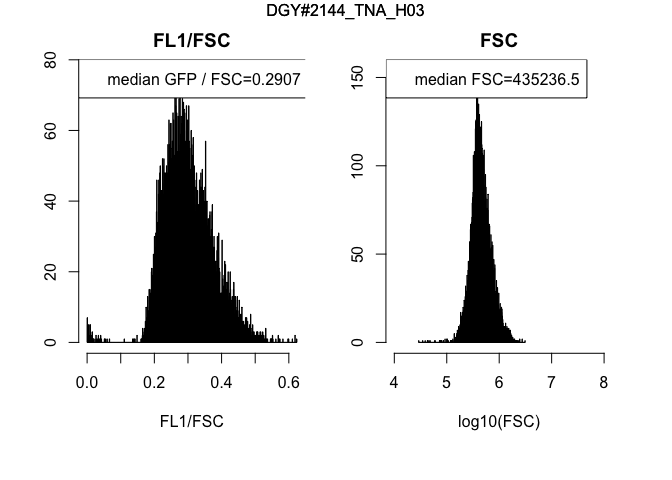 DGY#2144_TNA_H03
FL1/FSC
median GFP / FSC=0.2907
80
60
40
20
0
0.0 0.2 0.4 0.6
FL1/FSC
FSC
median FSC=435236.5
150
100
50
0
4 5 6 7 8
log10(FSC)